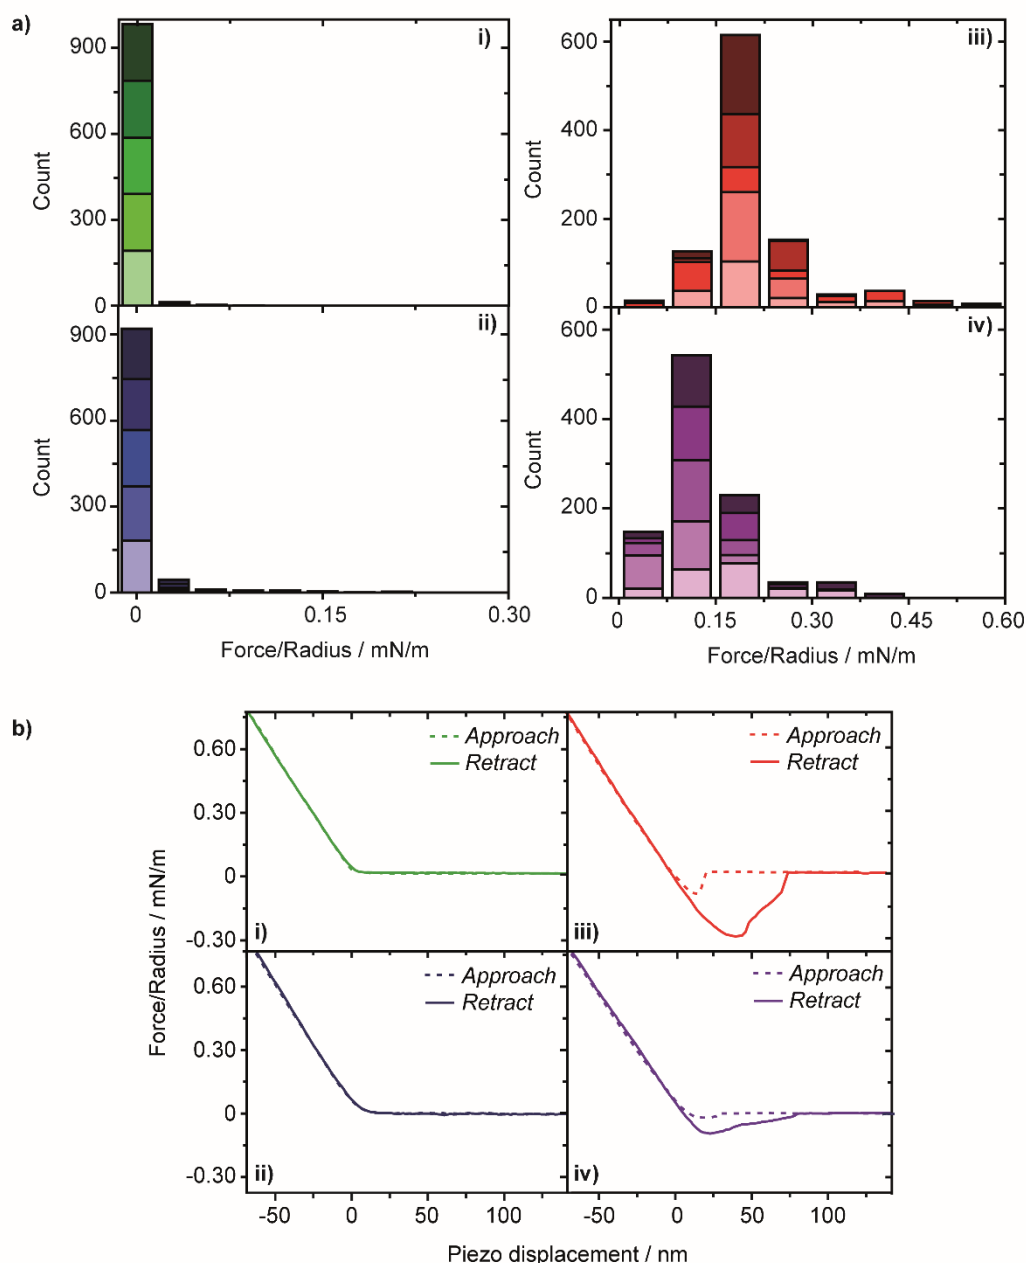 a)
i)
iii)
900
600
300
0
Count
600
400
200
0
Count
ii)
iv)
900
600
300
0
Count
600
400
200
0
Count
0 0.15 0.30
0 0.15 0.30 0.45 0.60
Force/Radius / mN/m
Force/Radius / mN/m
b)
Approach
Retract
Approach
Retract
0.60
0.30
0
-0.30
i)
iii)
Force/Radius / mN/m
Approach
Retract
Approach
Retract
0.60
0.30
0
-0.30
ii)
iv)
-50 0 50 100
-50 0 50 100
Piezo displacement / nm